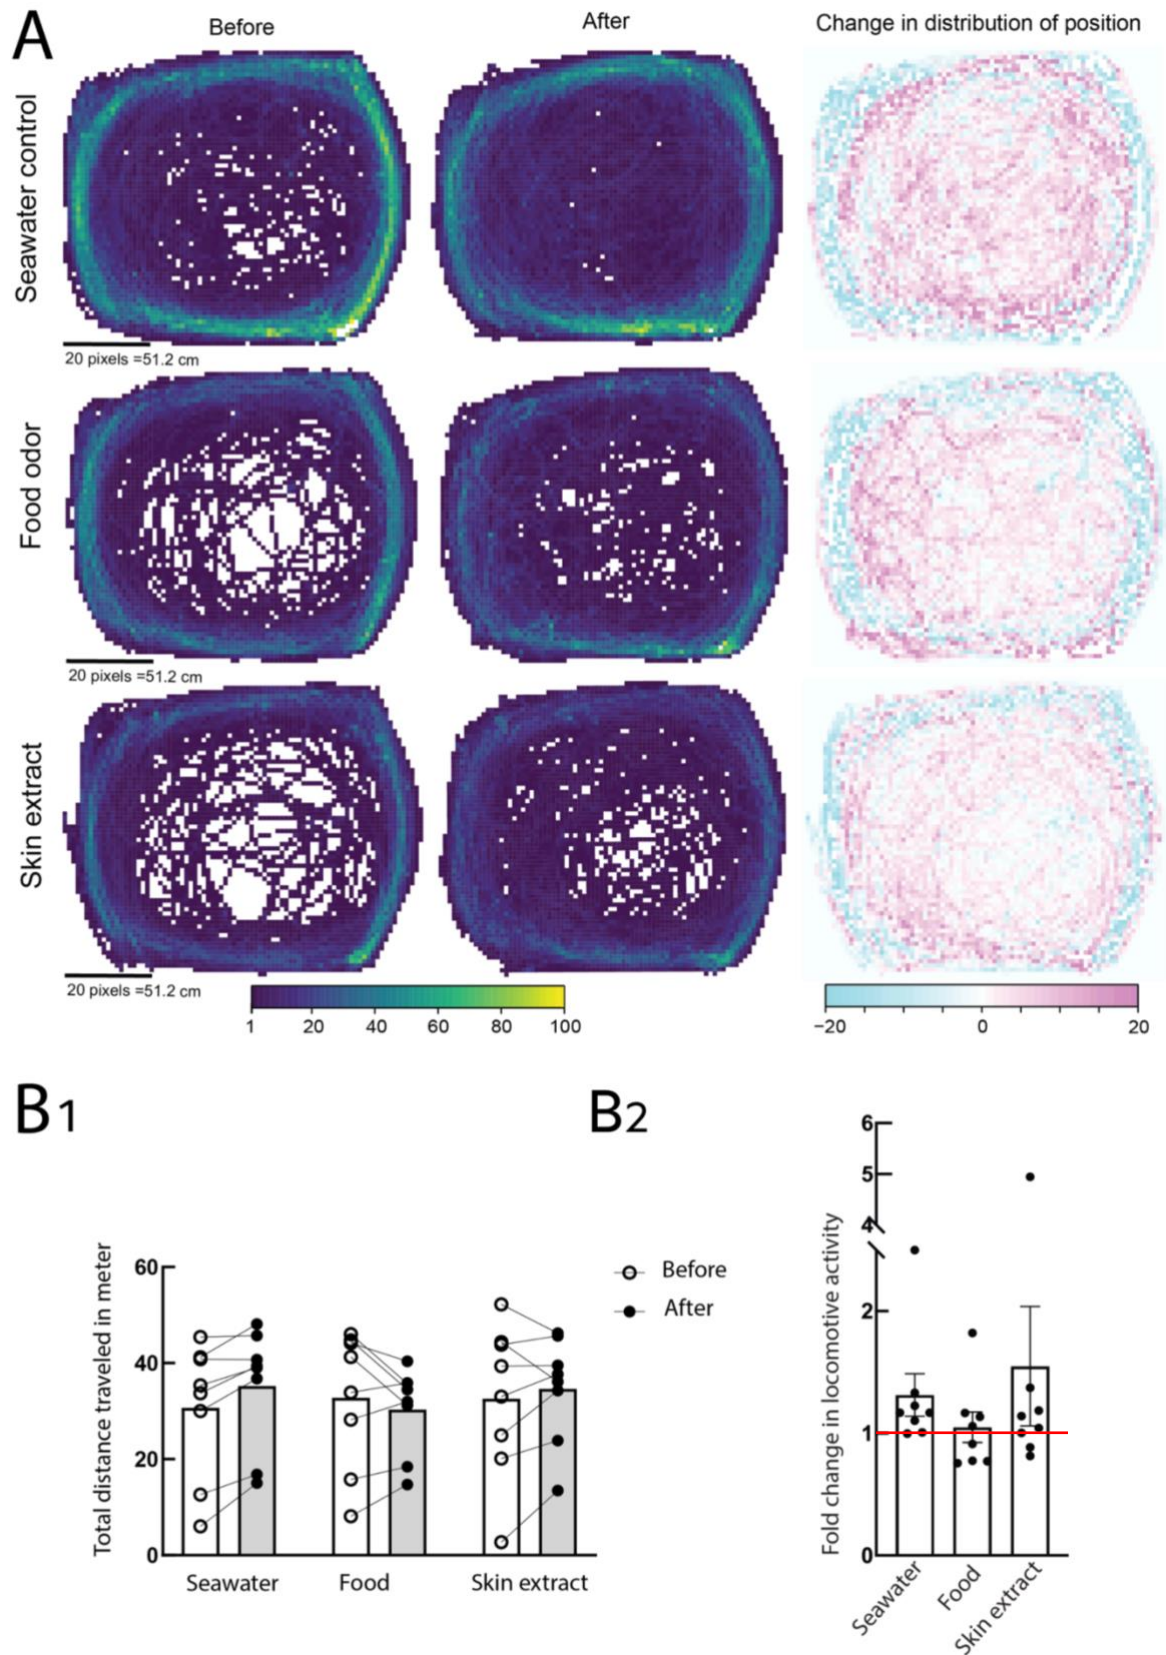 A
Before
After
Change in distribution of position
Seawater control
20 pixels =51.2 cm
Food odor
20 pixels =51.2 cm
Skin extract
20 pixels =51.2 cm
1 20 40 60 80 100
−20 0 20
B1
B2
Total distance traveled in meter
60
40
20
0
Seawater Food Skin extract
Before
After
Fold change in locomotive activity
6
5
4
2
1
0
Seawater
Food
Skin extract